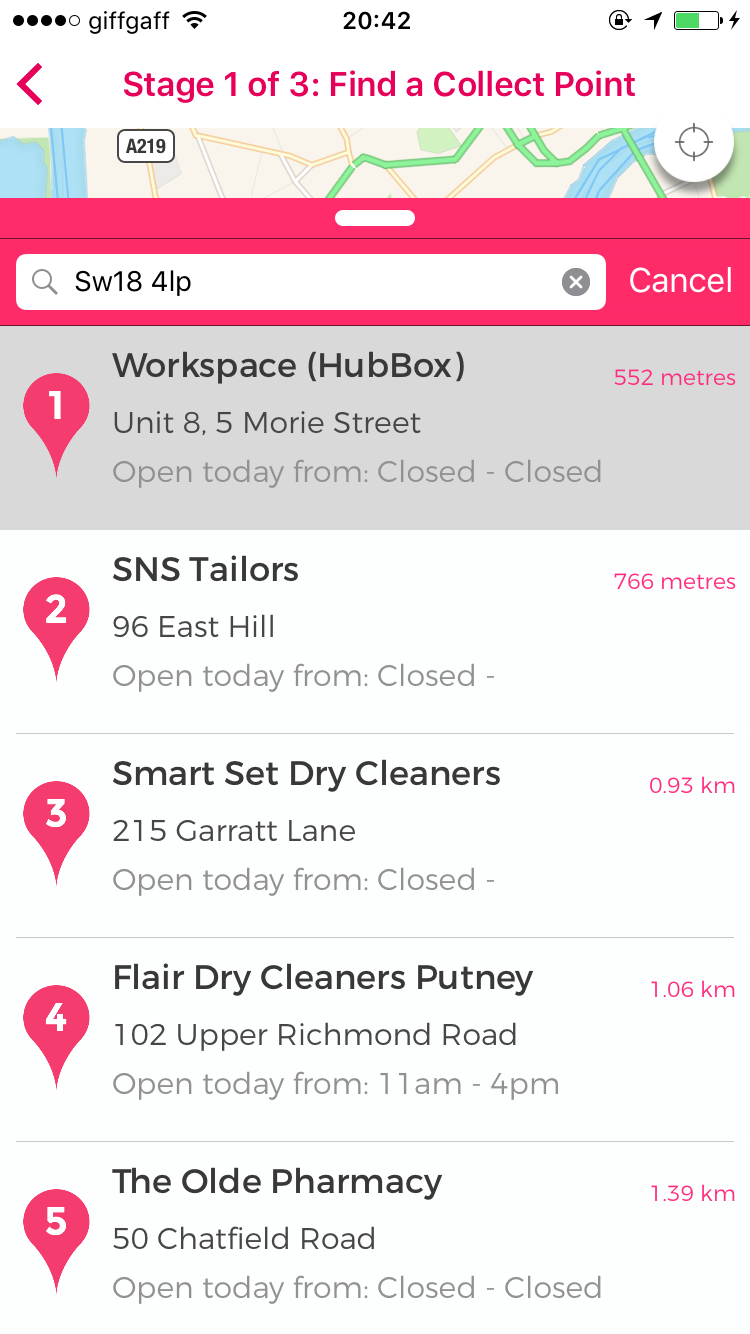 giffgaff 20:42
Stage 1 of 3: Find a Collect Point
A219
Sw18 4lp Cancel
1 Workspace (HubBox) 552 metres
Unit 8, 5 Morie Street
Open today from: Closed - Closed
2 SNS Tailors 766 metres
96 East Hill
Open today from: Closed -
3 Smart Set Dry Cleaners 0.93 km
215 Garratt Lane
Open today from: Closed -
4 Flair Dry Cleaners Putney 1.06 km
102 Upper Richmond Road
Open today from: 11am - 4pm
5 The Olde Pharmacy 1.39 km
50 Chatfield Road
Open today from: Closed - Closed